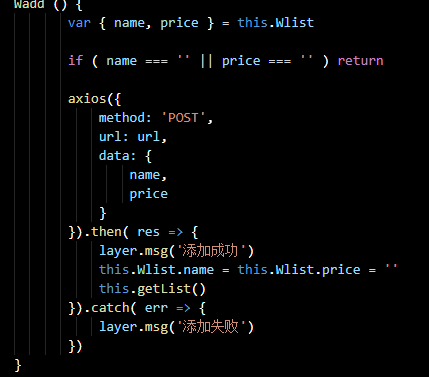 Wadd () {
var { name, price } = this.Wlist
if ( name === '' || price === '' ) return
axios({
method: 'POST',
url: url,
data: {
name,
price
}
}).then( res => {
layer.msg('添加成功')
this.Wlist.name = this.Wlist.price = ''
this.getList()
}).catch( err => {
layer.msg('添加失败')
})
}